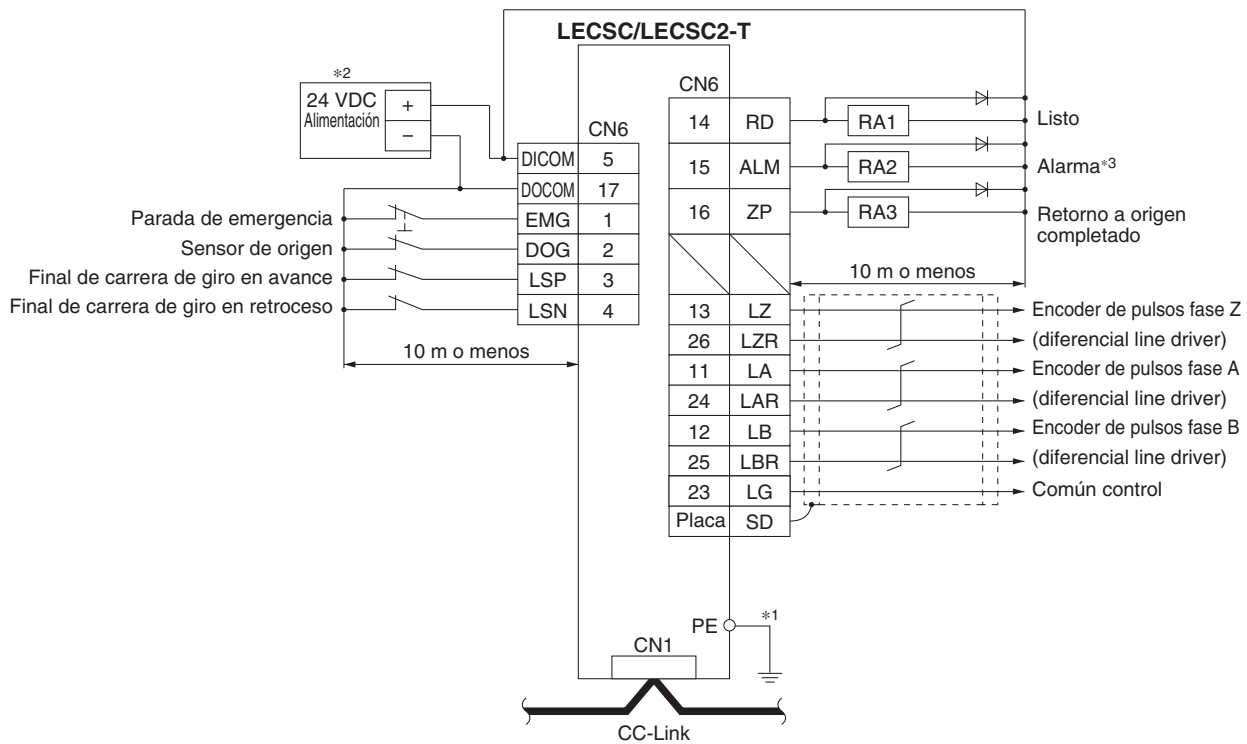 LECSC/LECSC2-T
*2
24 VDC
Alimentación
+
−
CN6
DICOM 5
DOCOM 17
EMG 1
DOG 2
LSP 3
LSN 4
Parada de emergencia
Sensor de origen
Final de carrera de giro en avance
Final de carrera de giro en retroceso
10 m o menos
CN6
14 RD RA1 Listo
15 ALM RA2 Alarma*3
16 ZP RA3 Retorno a origen
completado
10 m o menos
13 LZ Encoder de pulsos fase Z
26 LZR (diferencial line driver)
11 LA Encoder de pulsos fase A
24 LAR (diferencial line driver)
12 LB Encoder de pulsos fase B
25 LBR (diferencial line driver)
23 LG Común control
Placa SD
PE *1
CN1
CC-Link